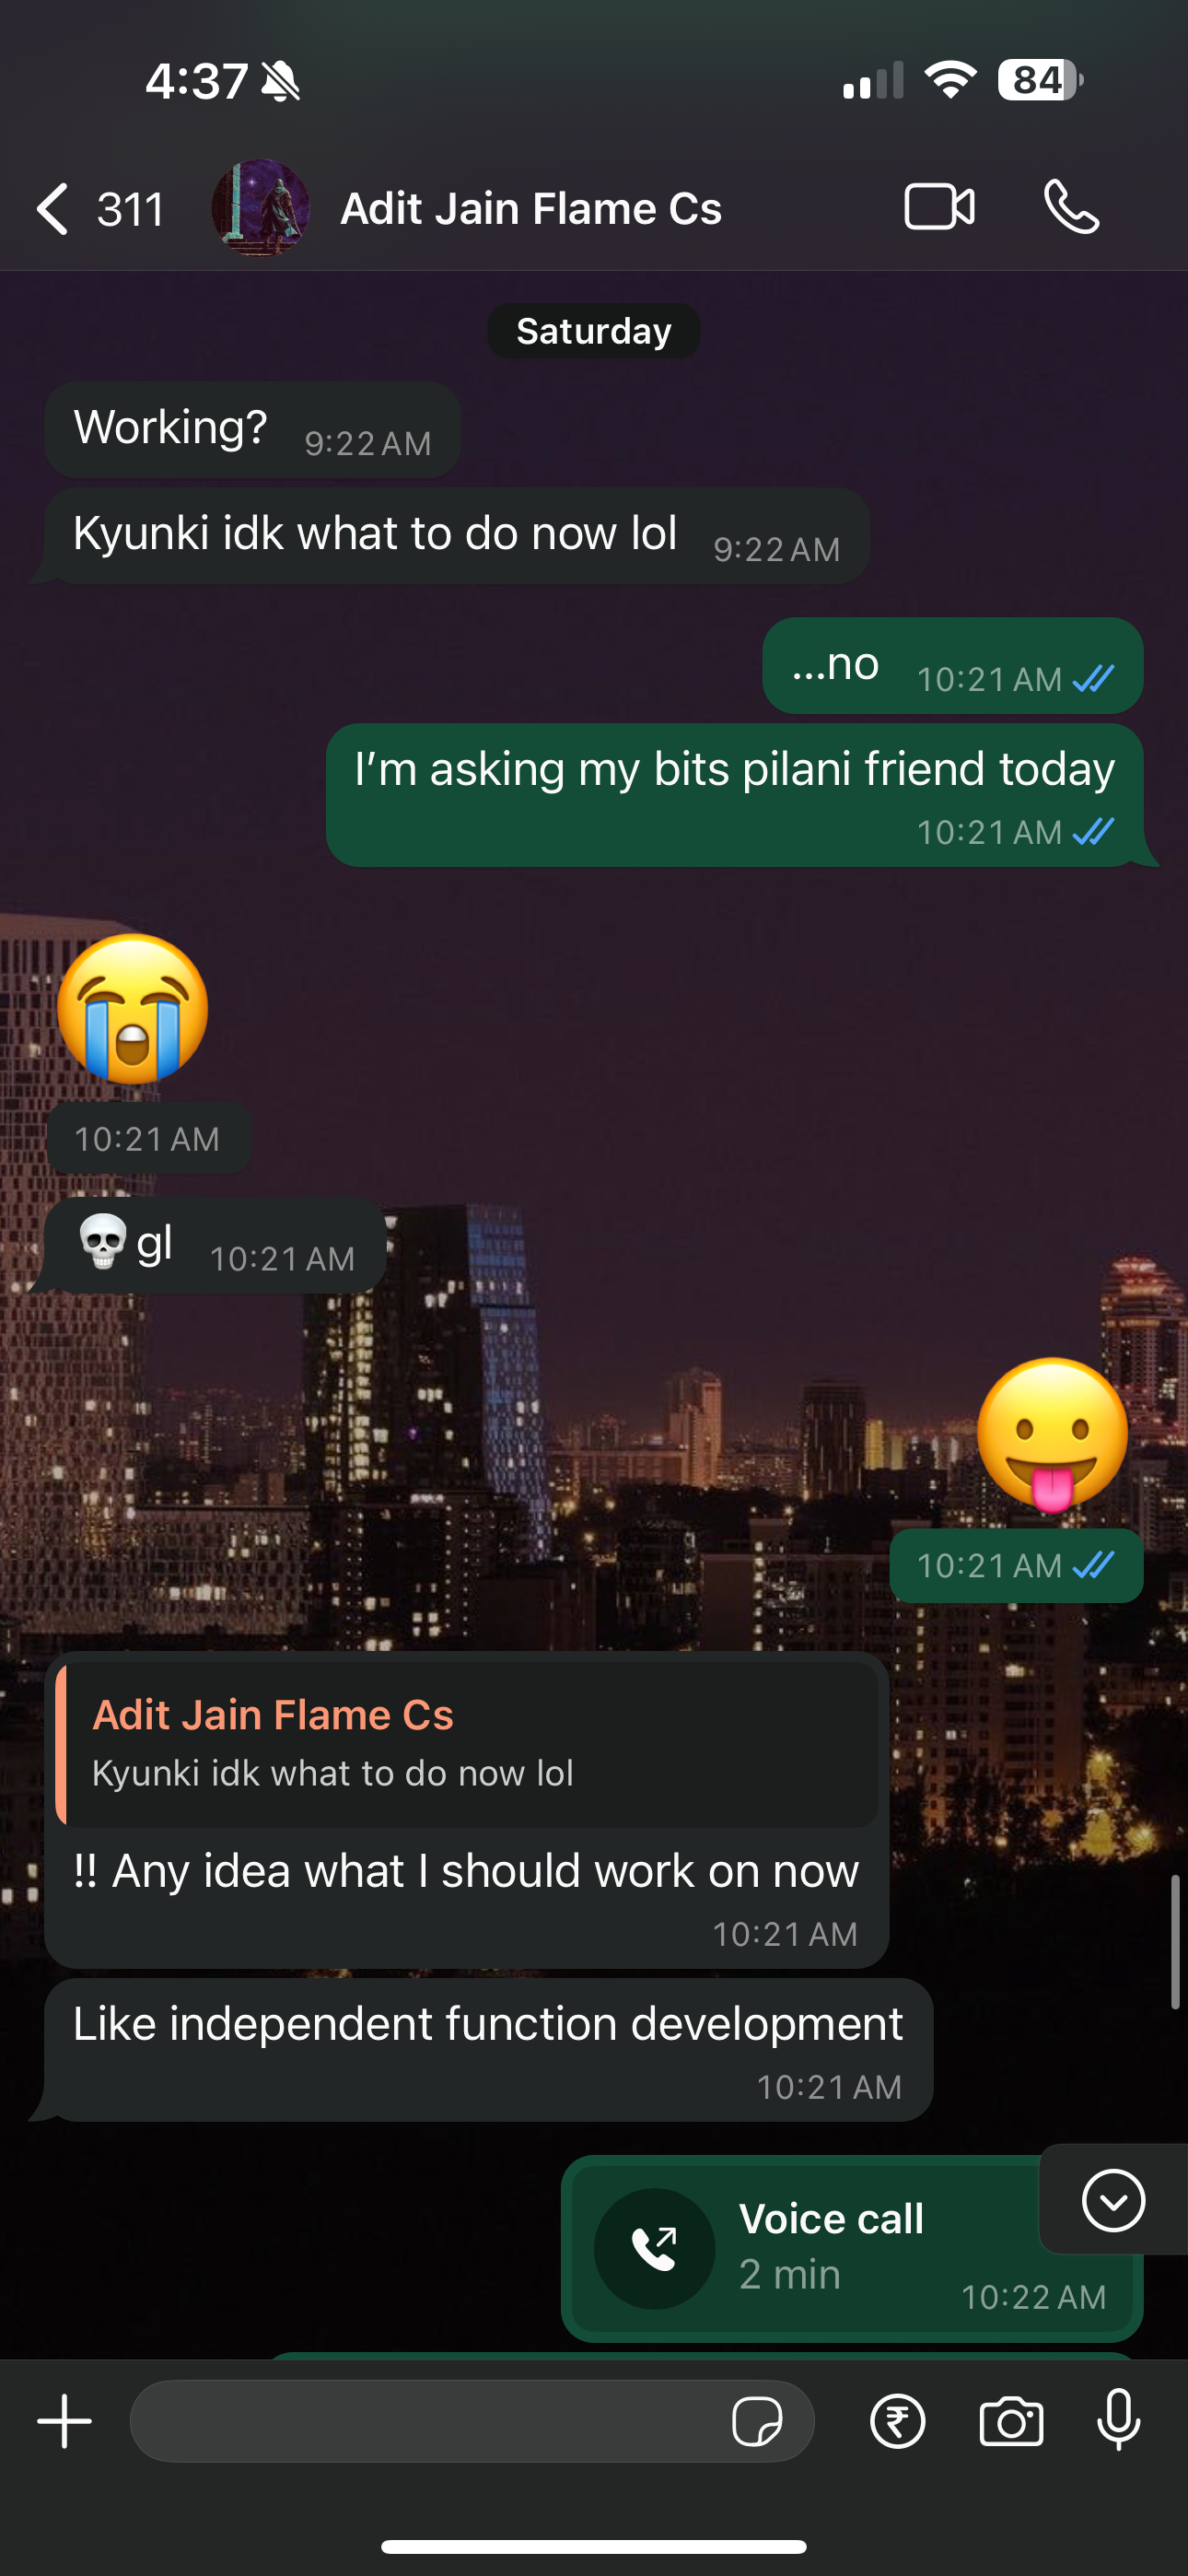 4:37
84
311
Adit Jain Flame Cs
Saturday
Working?
9:22 AM
Kyunki idk what to do now lol
9:22 AM
...no
10:21 AM
I'm asking my bits pilani friend today
10:21 AM
😭
10:21 AM
💀gl
10:21 AM
😛
10:21 AM
Adit Jain Flame Cs
Kyunki idk what to do now lol
!! Any idea what I should work on now
10:21 AM
Like independent function development
10:21 AM
Voice call
2 min
10:22 AM
₹